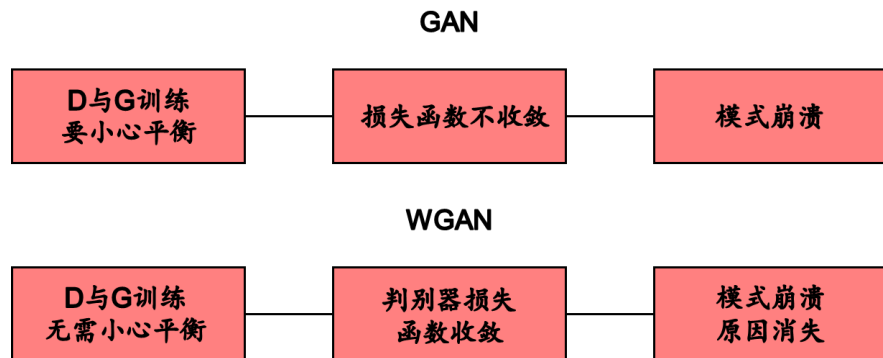 GAN
D与G训练
要小心平衡
损失函数不收敛
模式崩溃
WGAN
D与G训练
无需小心平衡
判别器损失
函数收敛
模式崩溃
原因消失